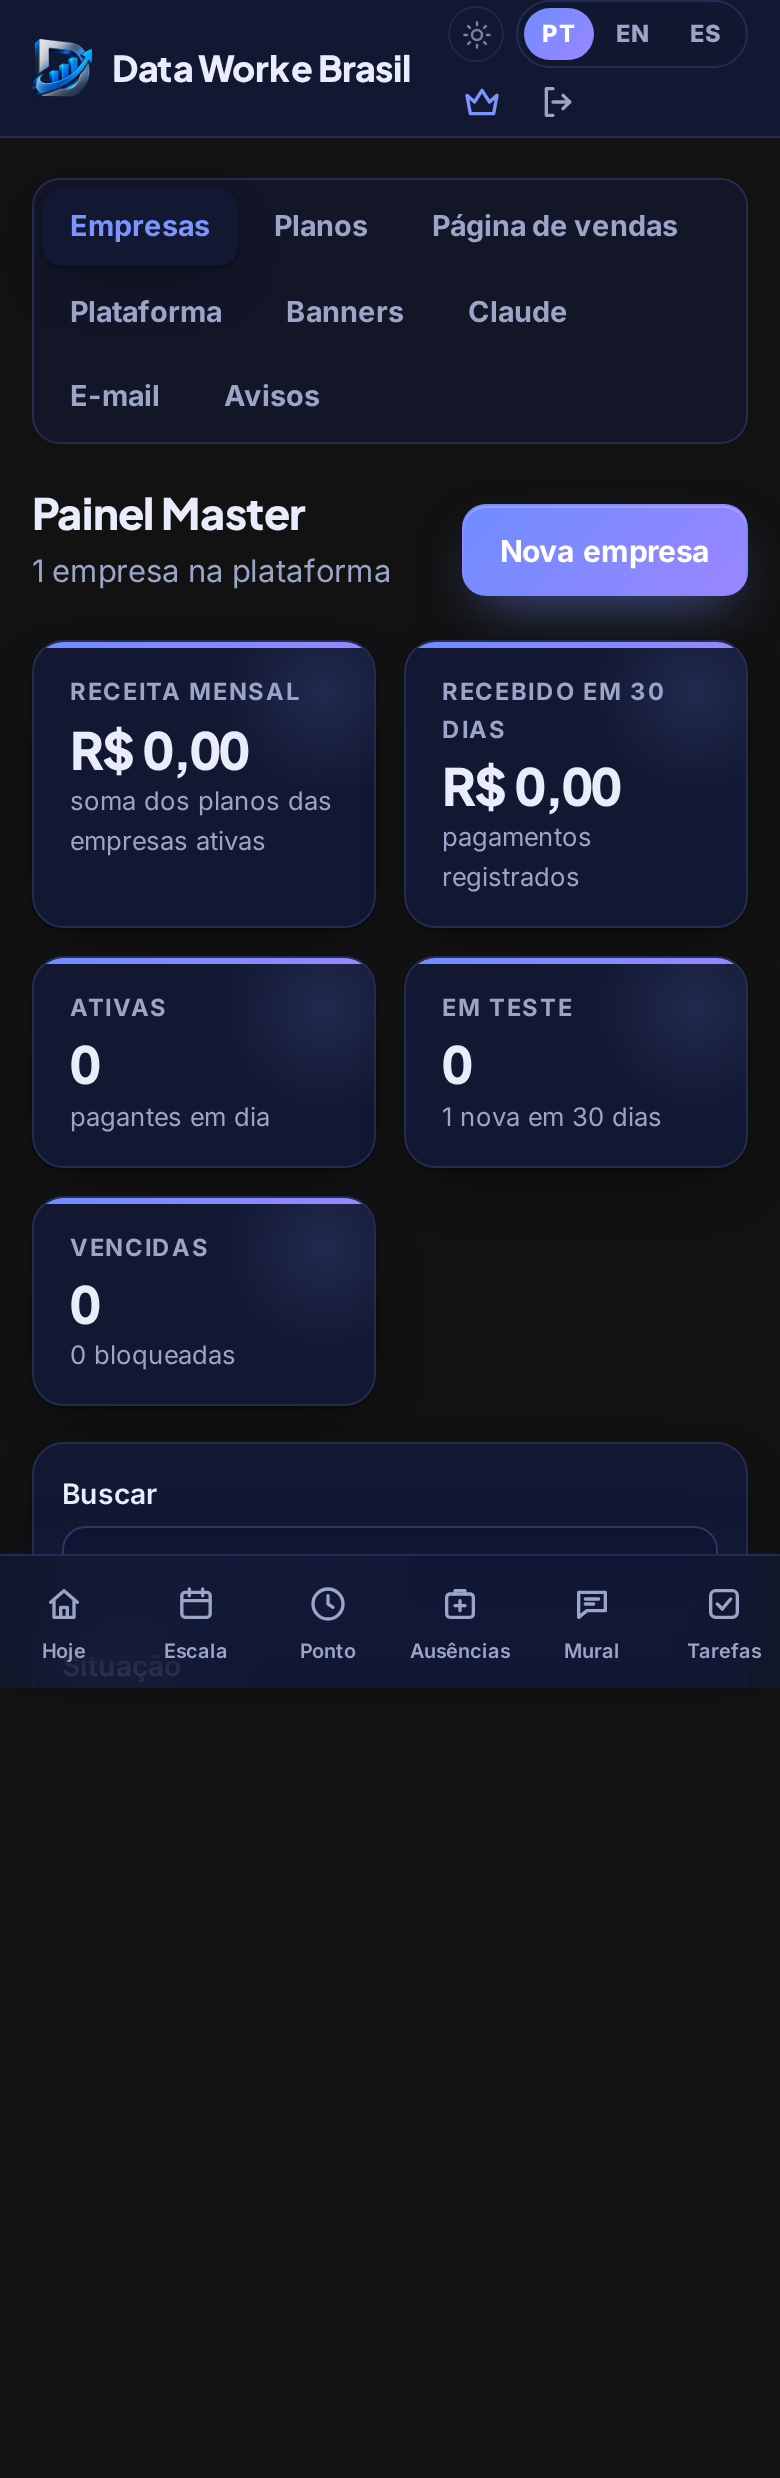 Data Worke Brasil
PT EN ES
Empresas Planos Página de vendas
Plataforma Banners Claude
E-mail Avisos
Painel Master
1 empresa na plataforma
Nova empresa
RECEITA MENSAL
R$ 0,00
soma dos planos das
empresas ativas
RECEBIDO EM 30
DIAS
R$ 0,00
pagamentos
registrados
ATIVAS
0
pagantes em dia
EM TESTE
0
1 nova em 30 dias
VENCIDAS
0
0 bloqueadas
Buscar
Situação
Hoje Escala Ponto Ausências Mural Tarefas